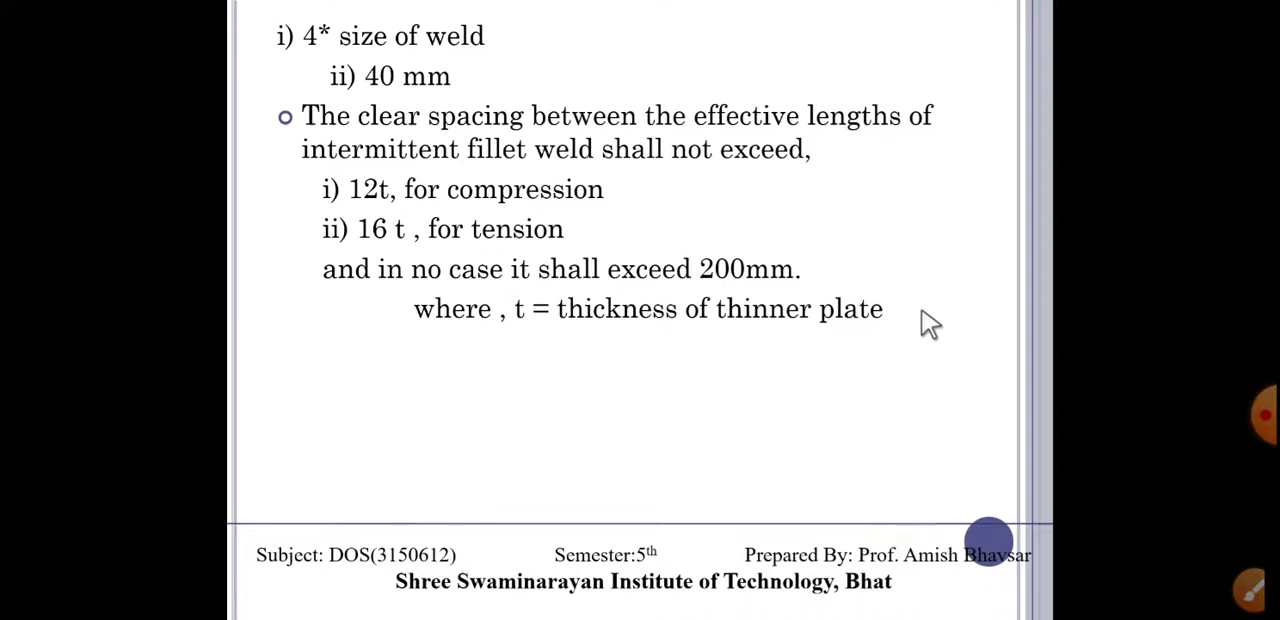 i) 4* size of weld
ii) 40 mm
The clear spacing between the effective lengths of
intermittent fillet weld shall not exceed,
i) 12t, for compression
ii) 16 t , for tension
and in no case it shall exceed 200mm.
where , t = thickness of thinner plate
Subject: DOS(3150612) Semester:5th Prepared By: Prof. Amish Bhavsar
Shree Swaminarayan Institute of Technology, Bhat